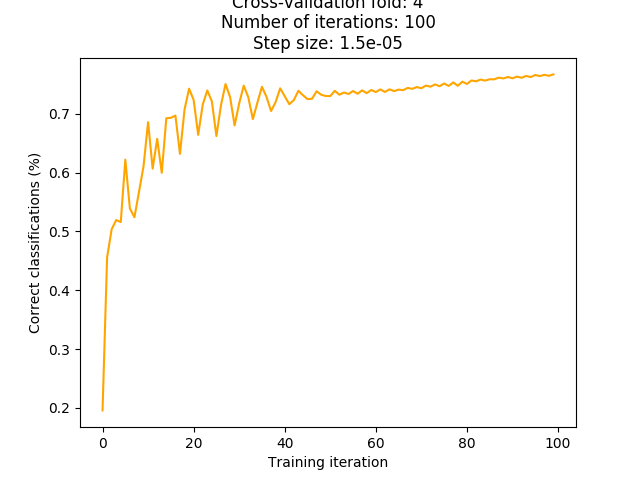 Cross-validation fold: 4
Number of iterations: 100
Step size: 1.5e-05
Correct classifications (%)
0.7
0.6
0.5
0.4
0.3
0.2
0
20
40
60
80
100
Training iteration